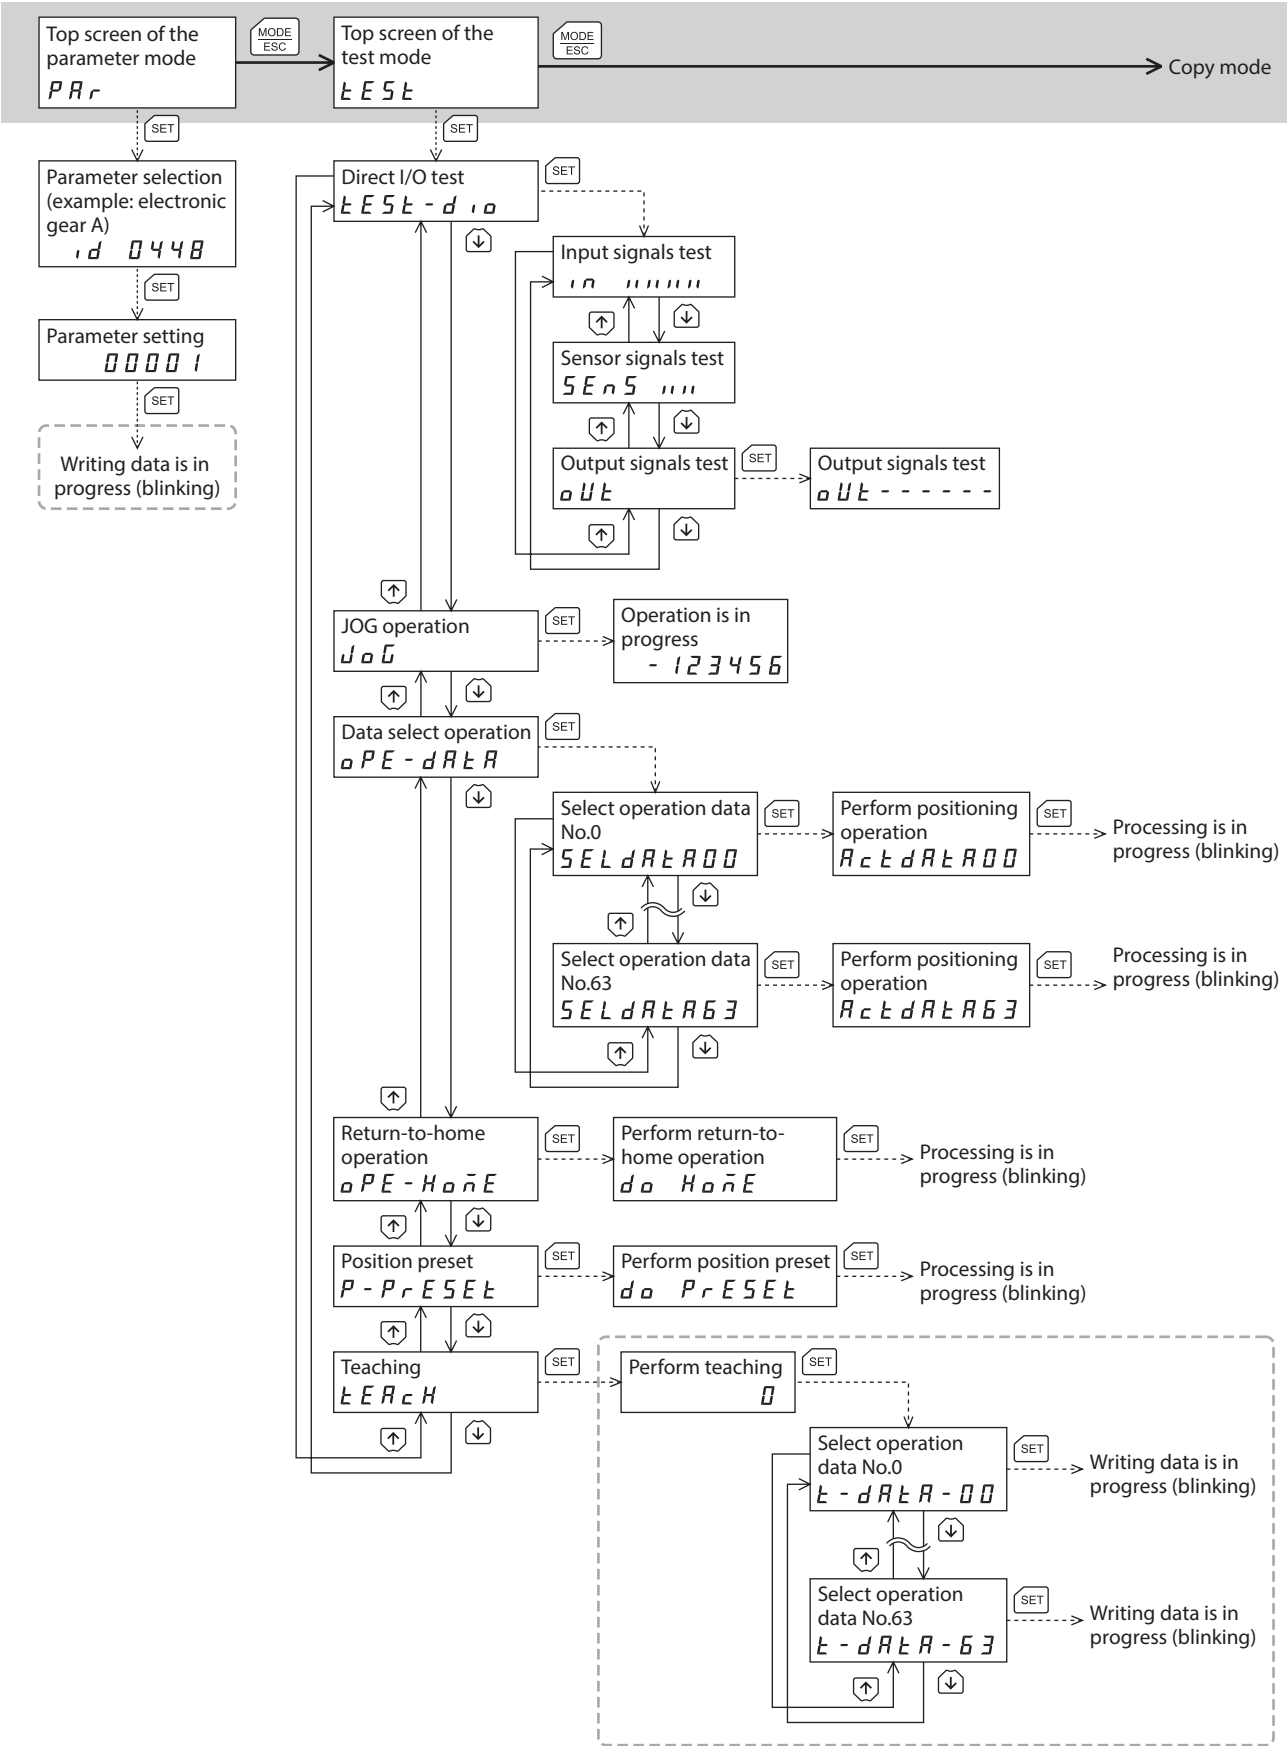 Top screen of the
parameter mode
PAr
MODE
ESC
Top screen of the
test mode
tESt
MODE
ESC
Copy mode
SET
SET
Parameter selection
(example: electronic
gear A)
id 0448
SET
Parameter setting
00001
SET
Writing data is in
progress (blinking)
Direct I/O test
tESt-dio
SET
↓
Input signals test
in
↑
↓
Sensor signals test
SEnS
↑
↓
Output signals test
oUt
SET
Output signals test
oUt------
↑
↓
↑
JOG operation
JoG
SET
Operation is in
progress
-123456
↑
↓
Data select operation
oPE-dAtA
SET
↓
Select operation data
No.0
SELdAtA00
SET
Perform positioning
operation
ActdAtA00
SET
Processing is in
progress (blinking)
↓
↑
Select operation data
No.63
SELdAtA63
SET
Perform positioning
operation
ActdAtA63
SET
Processing is in
progress (blinking)
↑
↓
↑
Return-to-home
operation
oPE-HomE
SET
Perform return-to-
home operation
do HomE
SET
Processing is in
progress (blinking)
↑
↓
Position preset
P-PrESEt
SET
Perform position preset
do PrESEt
SET
Processing is in
progress (blinking)
↑
↓
Teaching
tEAcH
SET
↑
↓
Perform teaching
0
SET
Select operation
data No.0
t-dAtA-00
SET
Writing data is in
progress (blinking)
↓
↑
Select operation
data No.63
t-dAtA-63
SET
Writing data is in
progress (blinking)
↑
↓